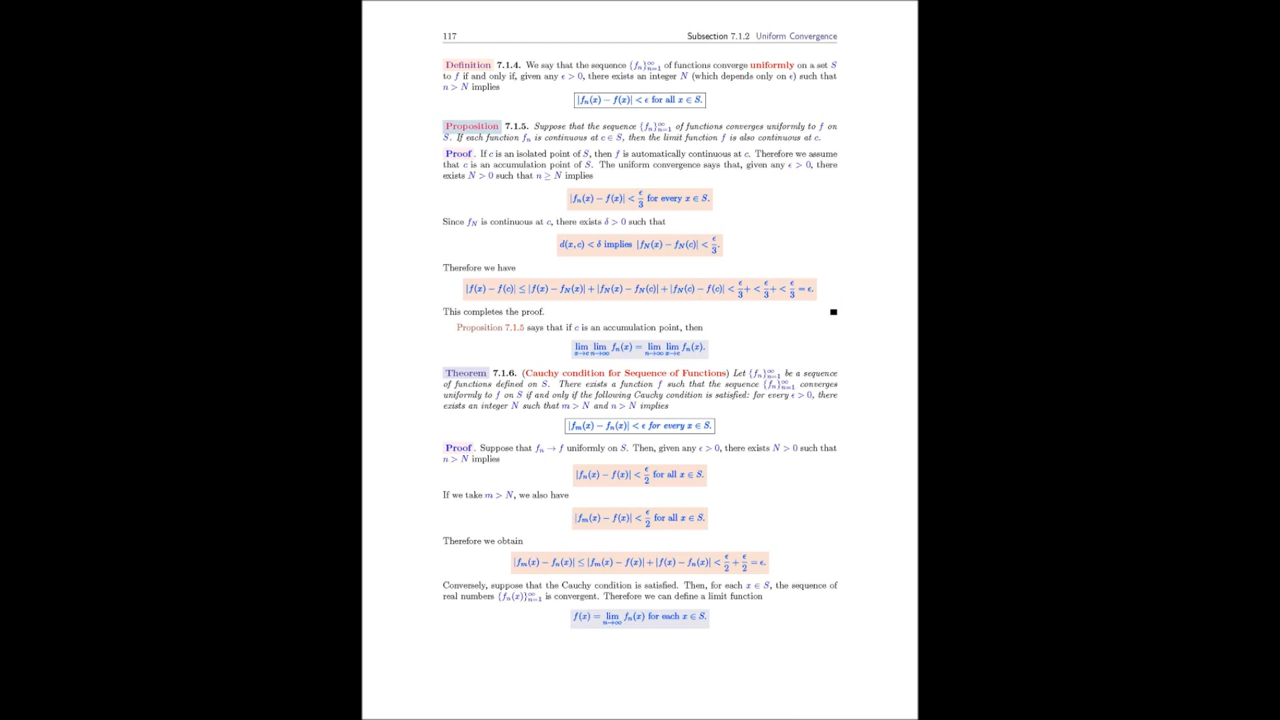 117 Subsection 7.1.2 Uniform Convergence
Definition 7.1.4. We say that the sequence {fₙ}ₙ₌₁^∞ of functions converge uniformly on a set S
to f if and only if, given any ϵ > 0, there exists an integer N (which depends only on ϵ) such that
n > N implies
|fₙ(x) − f(x)| < ϵ for all x ∈ S.
Proposition 7.1.5. Suppose that the sequence {fₙ}ₙ₌₁^∞ of functions converges uniformly to f on
S. If each function fₙ is continuous at c ∈ S, then the limit function f is also continuous at c.
Proof. If c is an isolated point of S, then f is automatically continuous at c. Therefore we assume
that c is an accumulation point of S. The uniform convergence says that, given any ϵ > 0, there
exists N > 0 such that n ≥ N implies
|fₙ(x) − f(x)| < ϵ/3 for every x ∈ S.
Since f_N is continuous at c, there exists δ > 0 such that
d(x, c) < δ implies |f_N(x) − f_N(c)| < ϵ/3.
Therefore we have
|f(x) − f(c)| ≤ |f(x) − f_N(x)| + |f_N(x) − f_N(c)| + |f_N(c) − f(c)| < ϵ/3 + < ϵ/3 + < ϵ/3 = ϵ.
This completes the proof. ■
Proposition 7.1.5 says that if c is an accumulation point, then
lim_{x→c} lim_{n→∞} fₙ(x) = lim_{n→∞} lim_{x→c} fₙ(x).
Theorem 7.1.6. (Cauchy condition for Sequence of Functions) Let {fₙ}ₙ₌₁^∞ be a sequence
of functions defined on S. There exists a function f such that the sequence {fₙ}ₙ₌₁^∞ converges
uniformly to f on S if and only if the following Cauchy condition is satisfied: for every ϵ > 0, there
exists an integer N such that m > N and n > N implies
|fₘ(x) − fₙ(x)| < ϵ for every x ∈ S.
Proof. Suppose that fₙ → f uniformly on S. Then, given any ϵ > 0, there exists N > 0 such that
n > N implies
|fₙ(x) − f(x)| < ϵ/2 for all x ∈ S.
If we take m > N, we also have
|fₘ(x) − f(x)| < ϵ/2 for all x ∈ S.
Therefore we obtain
|fₘ(x) − fₙ(x)| ≤ |fₘ(x) − f(x)| + |f(x) − fₙ(x)| < ϵ/2 + ϵ/2 = ϵ.
Conversely, suppose that the Cauchy condition is satisfied. Then, for each x ∈ S, the sequence of
real numbers {fₙ(x)}ₙ₌₁^∞ is convergent. Therefore we can define a limit function
f(x) = lim_{n→∞} fₙ(x) for each x ∈ S.